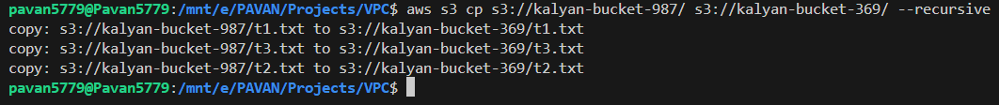 pavan5779@Pavan5779:/mnt/e/PAVAN/Projects/VPC$ aws s3 cp s3://kalyan-bucket-987/ s3://kalyan-bucket-369/ --recursive
copy: s3://kalyan-bucket-987/t1.txt to s3://kalyan-bucket-369/t1.txt
copy: s3://kalyan-bucket-987/t3.txt to s3://kalyan-bucket-369/t3.txt
copy: s3://kalyan-bucket-987/t2.txt to s3://kalyan-bucket-369/t2.txt
pavan5779@Pavan5779:/mnt/e/PAVAN/Projects/VPC$